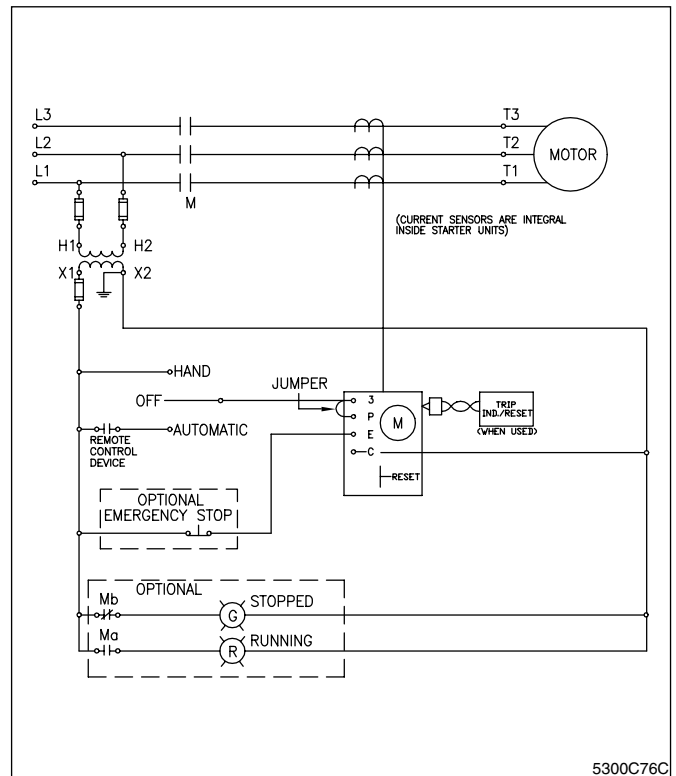 L3
T3
L2
T2
MOTOR
L1
T1
M
(CURRENT SENSORS ARE INTEGRAL
INSIDE STARTER UNITS)
H1
H2
X1
X2
HAND
JUMPER
OFF
3
P
M
TRIP
IND./RESET
(WHEN USED)
AUTOMATIC
E
REMOTE
CONTROL
DEVICE
C
RESET
OPTIONAL
EMERGENCY STOP
OPTIONAL
Mb
STOPPED
G
Ma
RUNNING
R
5300C76C